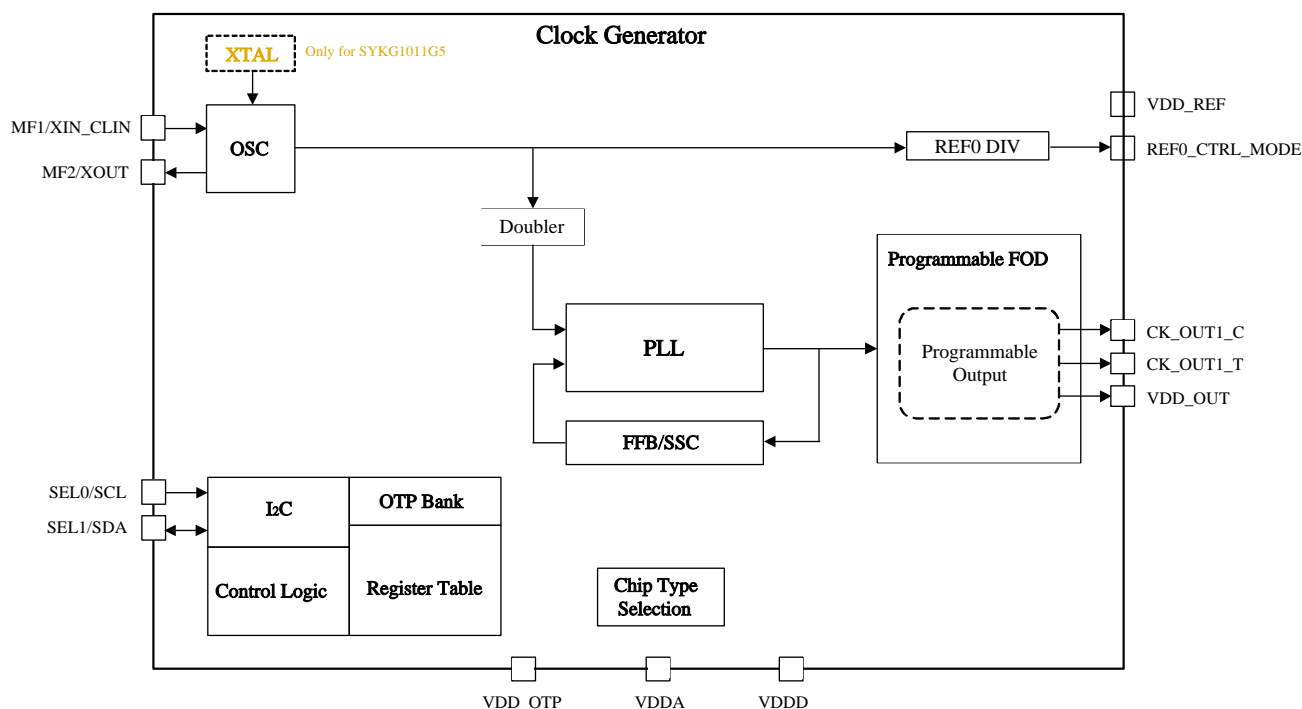 Clock Generator
XTAL
Only for SYKG1011G5
VDD_REF
MF1/XIN_CLIN
OSC
REF0 DIV
REF0_CTRL_MODE
MF2/XOUT
Doubler
Programmable FOD
PLL
Programmable
Output
CK_OUT1_C
CK_OUT1_T
VDD_OUT
FFB/SSC
SEL0/SCL
I2C
OTP Bank
SEL1/SDA
Control Logic
Register Table
Chip Type
Selection
VDD_OTP
VDDA
VDDD